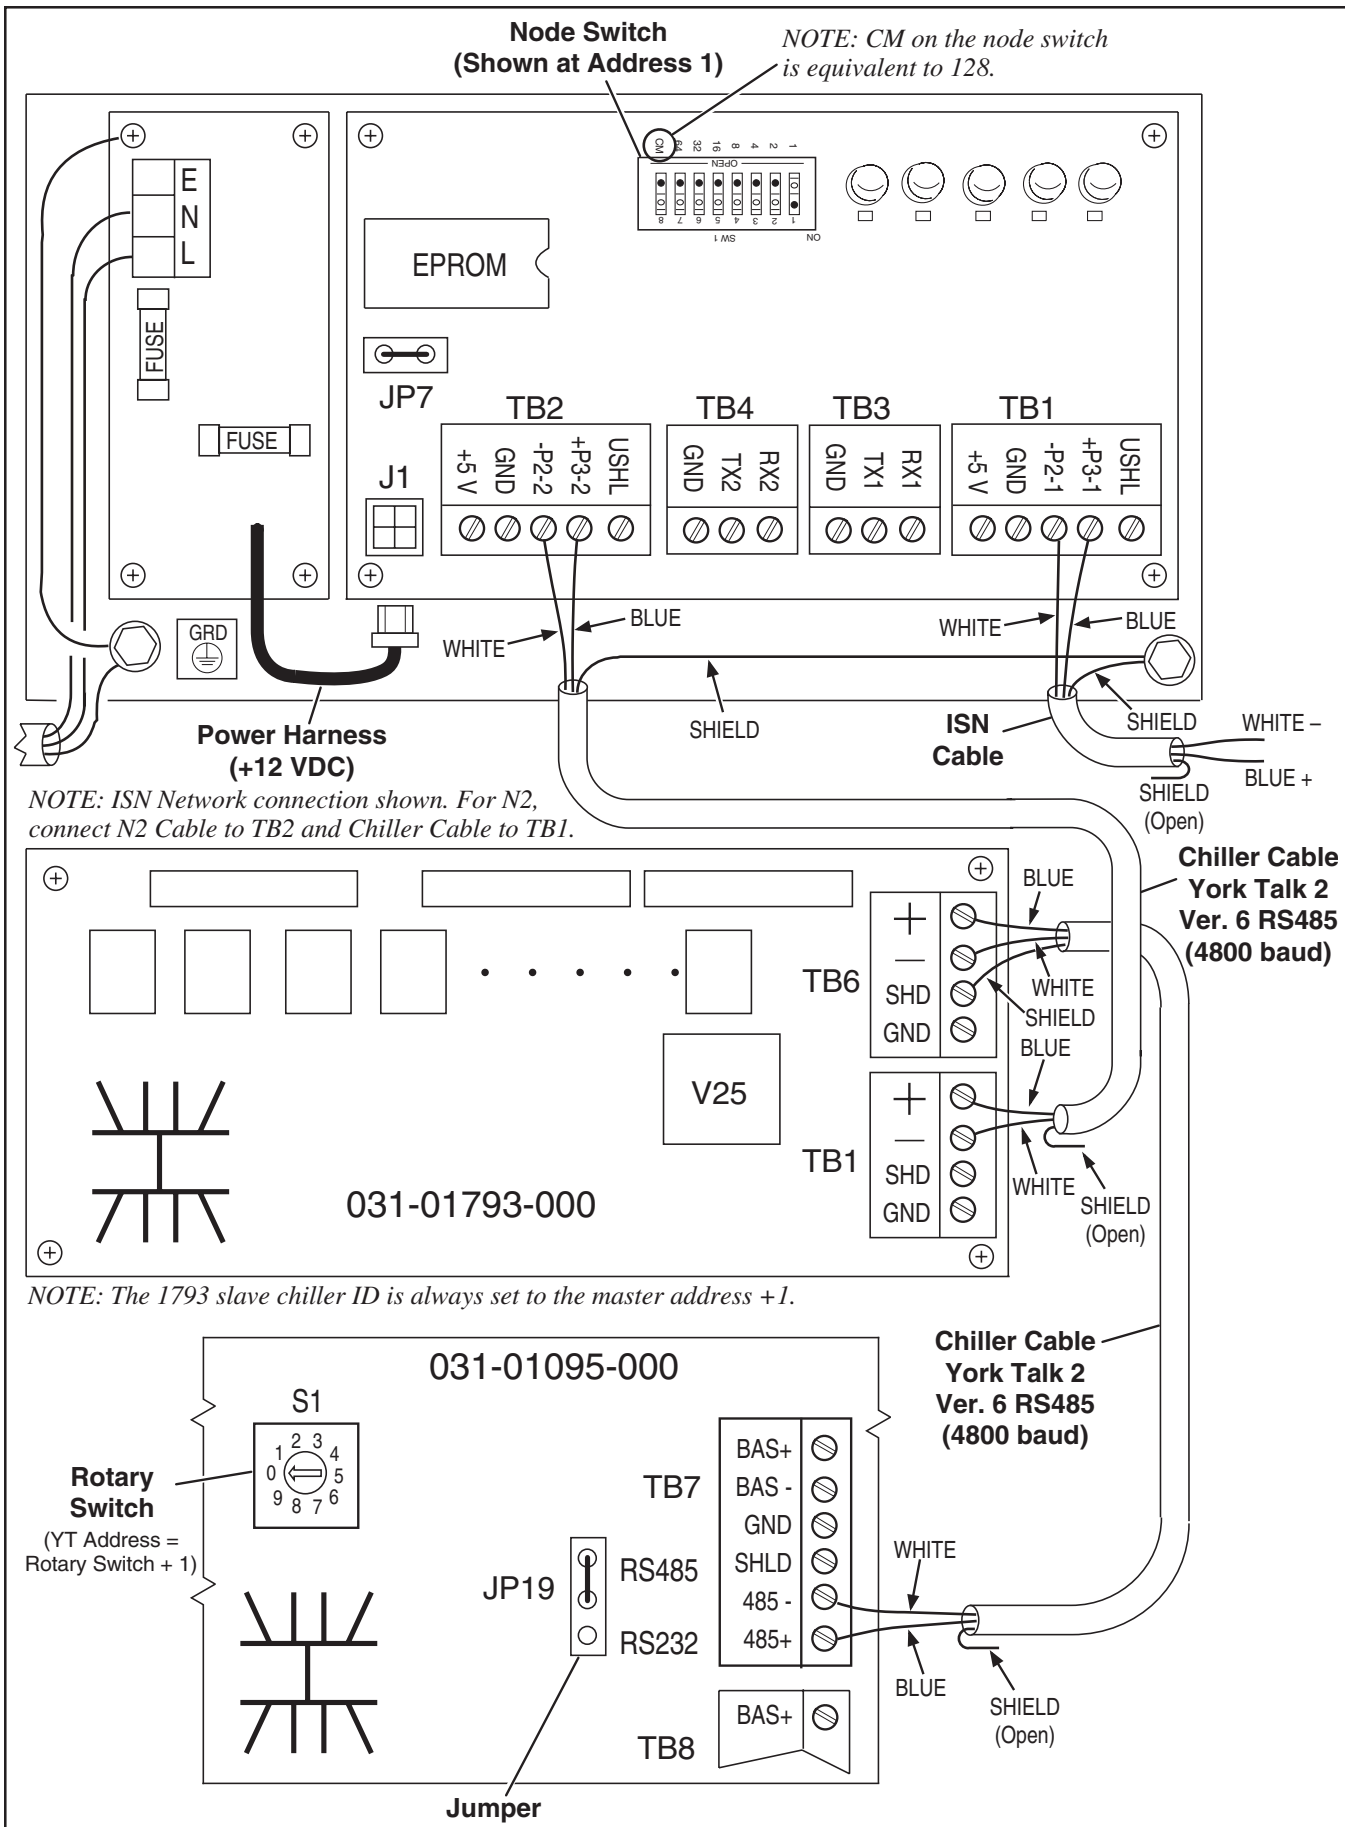 Node Switch
(Shown at Address 1)
NOTE: CM on the node switch
is equivalent to 128.
CM 64 32 16 8 4 2 1
OPEN
8 7 6 5 4 3 2 1
SW 1
ON
E
N
L
FUSE
FUSE
EPROM
JP7
J1
TB2
+5 V
GND
-P2-2
+P3-2
USHL
TB4
GND
TX2
RX2
TB3
GND
TX1
RX1
TB1
+5 V
GND
-P2-1
+P3-1
USHL
GRD
WHITE
BLUE
WHITE
BLUE
SHIELD
Power Harness
(+12 VDC)
ISN
Cable
SHIELD
WHITE –
BLUE +
SHIELD
(Open)
NOTE: ISN Network connection shown. For N2,
connect N2 Cable to TB2 and Chiller Cable to TB1.
Chiller Cable
York Talk 2
Ver. 6 RS485
(4800 baud)
TB6
+
–
SHD
GND
BLUE
WHITE
SHIELD
BLUE
V25
TB1
+
–
SHD
GND
WHITE
SHIELD
(Open)
031-01793-000
NOTE: The 1793 slave chiller ID is always set to the master address +1.
Chiller Cable
York Talk 2
Ver. 6 RS485
(4800 baud)
031-01095-000
S1
0 1 2 3 4 5 6 7 8 9
Rotary
Switch
(YT Address =
Rotary Switch + 1)
JP19
RS485
RS232
TB7
BAS+
BAS -
GND
SHLD
485 -
485+
WHITE
BLUE
SHIELD
(Open)
TB8
BAS+
Jumper